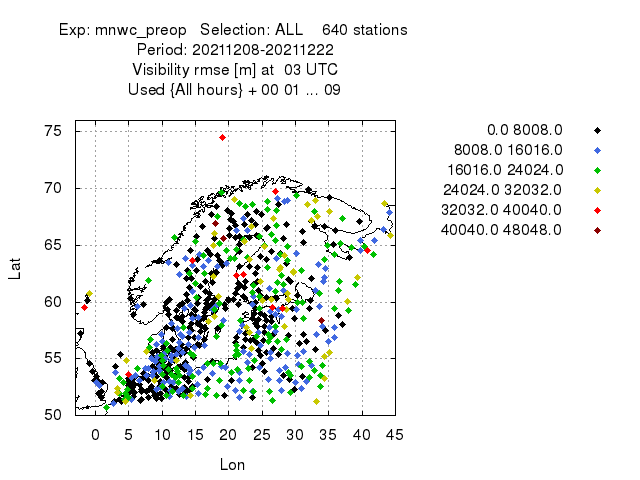 Exp: mnwc_preop   Selection: ALL    640 stations
Period: 20211208-20211222
Visibility rmse [m] at  03 UTC
Used {All hours} + 00 01 ... 09
0.0 8008.0
8008.0 16016.0
16016.0 24024.0
24024.0 32032.0
32032.0 40040.0
40040.0 48048.0
75
70
65
60
55
50
Lat
0 5 10 15 20 25 30 35 40 45
Lon